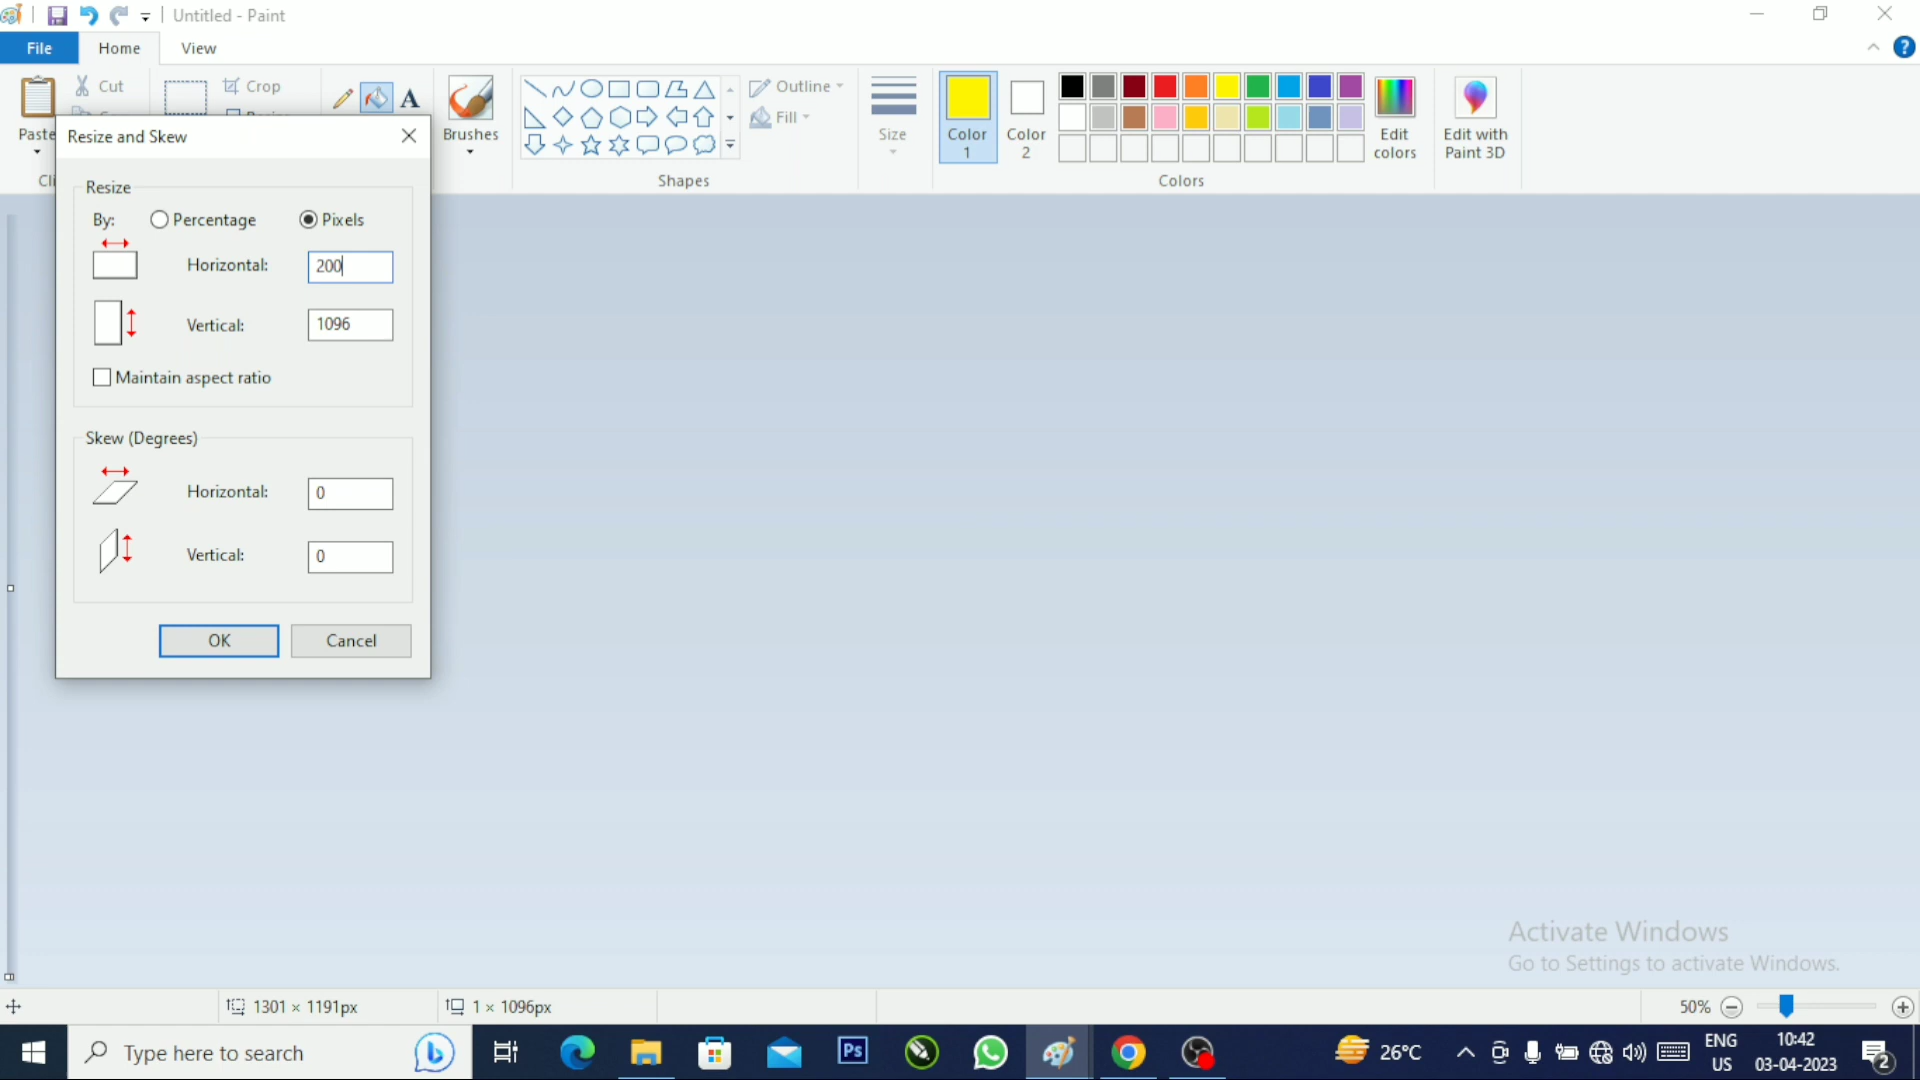 Untitled - Paint
File
Home
View
Paste
Cut
Crop
A
Brushes
Shapes
Outline
Fill
Size
Color
1
Color
2
Edit
colors
Edit with
Paint 3D
Colors
Resize and Skew
Resize
By:
Percentage
Pixels
Horizontal:
200
Vertical:
1096
Maintain aspect ratio
Skew (Degrees)
Horizontal:
0
Vertical:
0
OK
Cancel
Activate Windows
Go to Settings to activate Windows.
1301 × 1191px
1 × 1096px
50%
Type here to search
Ps
26°C
ENG
US
10:42
03-04-2023
2